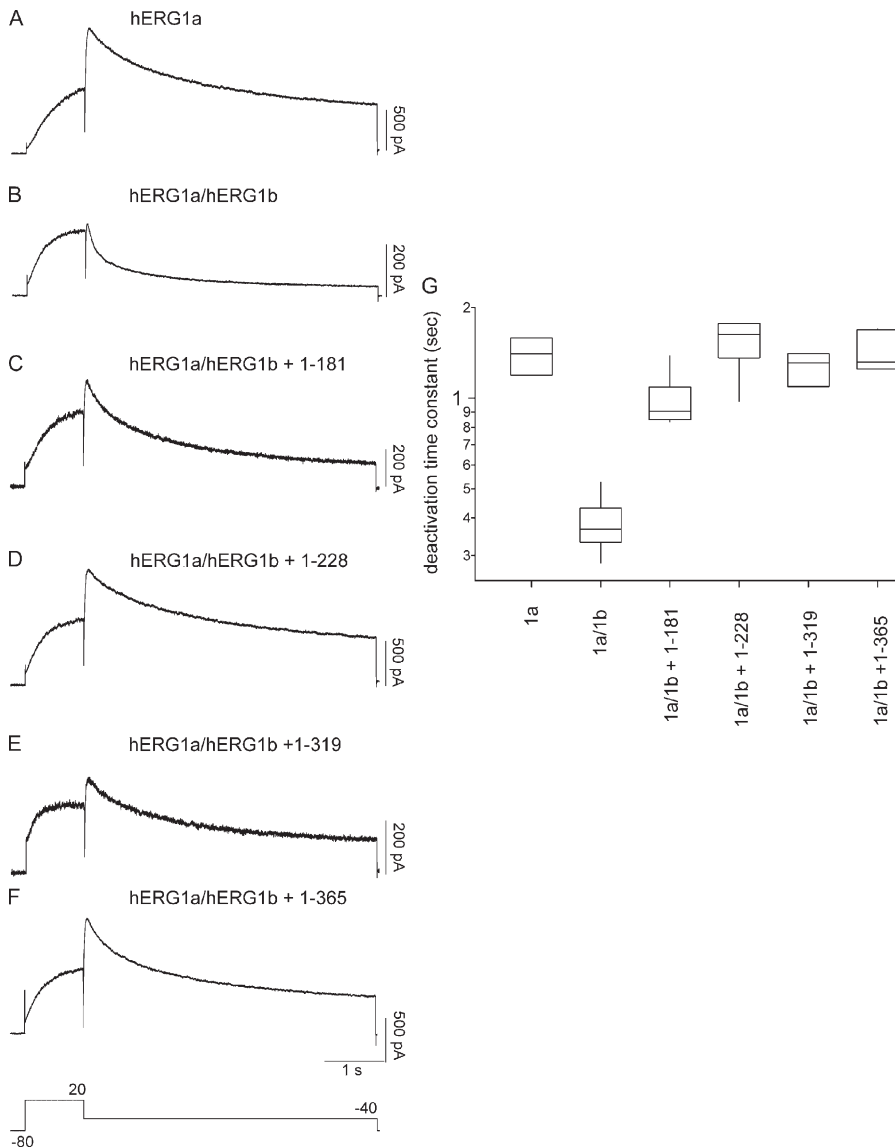 A
hERG1a
500 pA
B
hERG1a/hERG1b
200 pA
C
hERG1a/hERG1b + 1-181
200 pA
D
hERG1a/hERG1b + 1-228
500 pA
E
hERG1a/hERG1b +1-319
200 pA
F
hERG1a/hERG1b + 1-365
500 pA
1 s
20
-40
-80
G
deactivation time constant (sec)
2
1
9
8
7
6
5
4
3
1a
1a/1b
1a/1b + 1-181
1a/1b + 1-228
1a/1b + 1-319
1a/1b +1-365